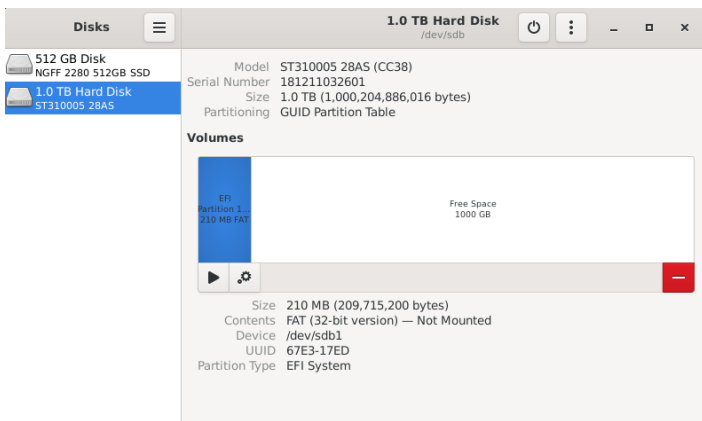 Disks
1.0 TB Hard Disk
/dev/sdb
512 GB Disk
NGFF 2280 512GB SSD
1.0 TB Hard Disk
ST310005 28AS
Model ST310005 28AS (CC38)
Serial Number 181211032601
Size 1.0 TB (1,000,204,886,016 bytes)
Partitioning GUID Partition Table
Volumes
EFI
Partition 1...
210 MB FAT
Free Space
1000 GB
Size 210 MB (209,715,200 bytes)
Contents FAT (32-bit version) — Not Mounted
Device /dev/sdb1
UUID 67E3-17ED
Partition Type EFI System